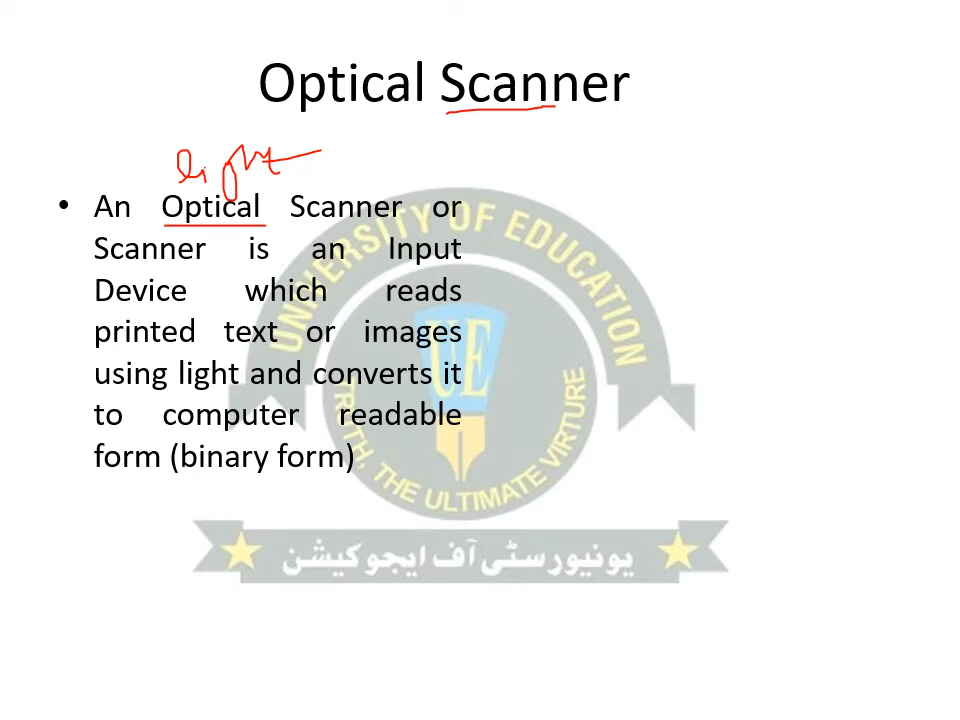 Optical Scanner
light
• An Optical Scanner or
Scanner is an Input
Device which reads
printed text or images
using light and converts it
to computer readable
form (binary form)
UNIVERSITY OF EDUCATION
UE
TRUTH, THE ULTIMATE VIRTUE
یونیورسٹی آف ایجوکیشن